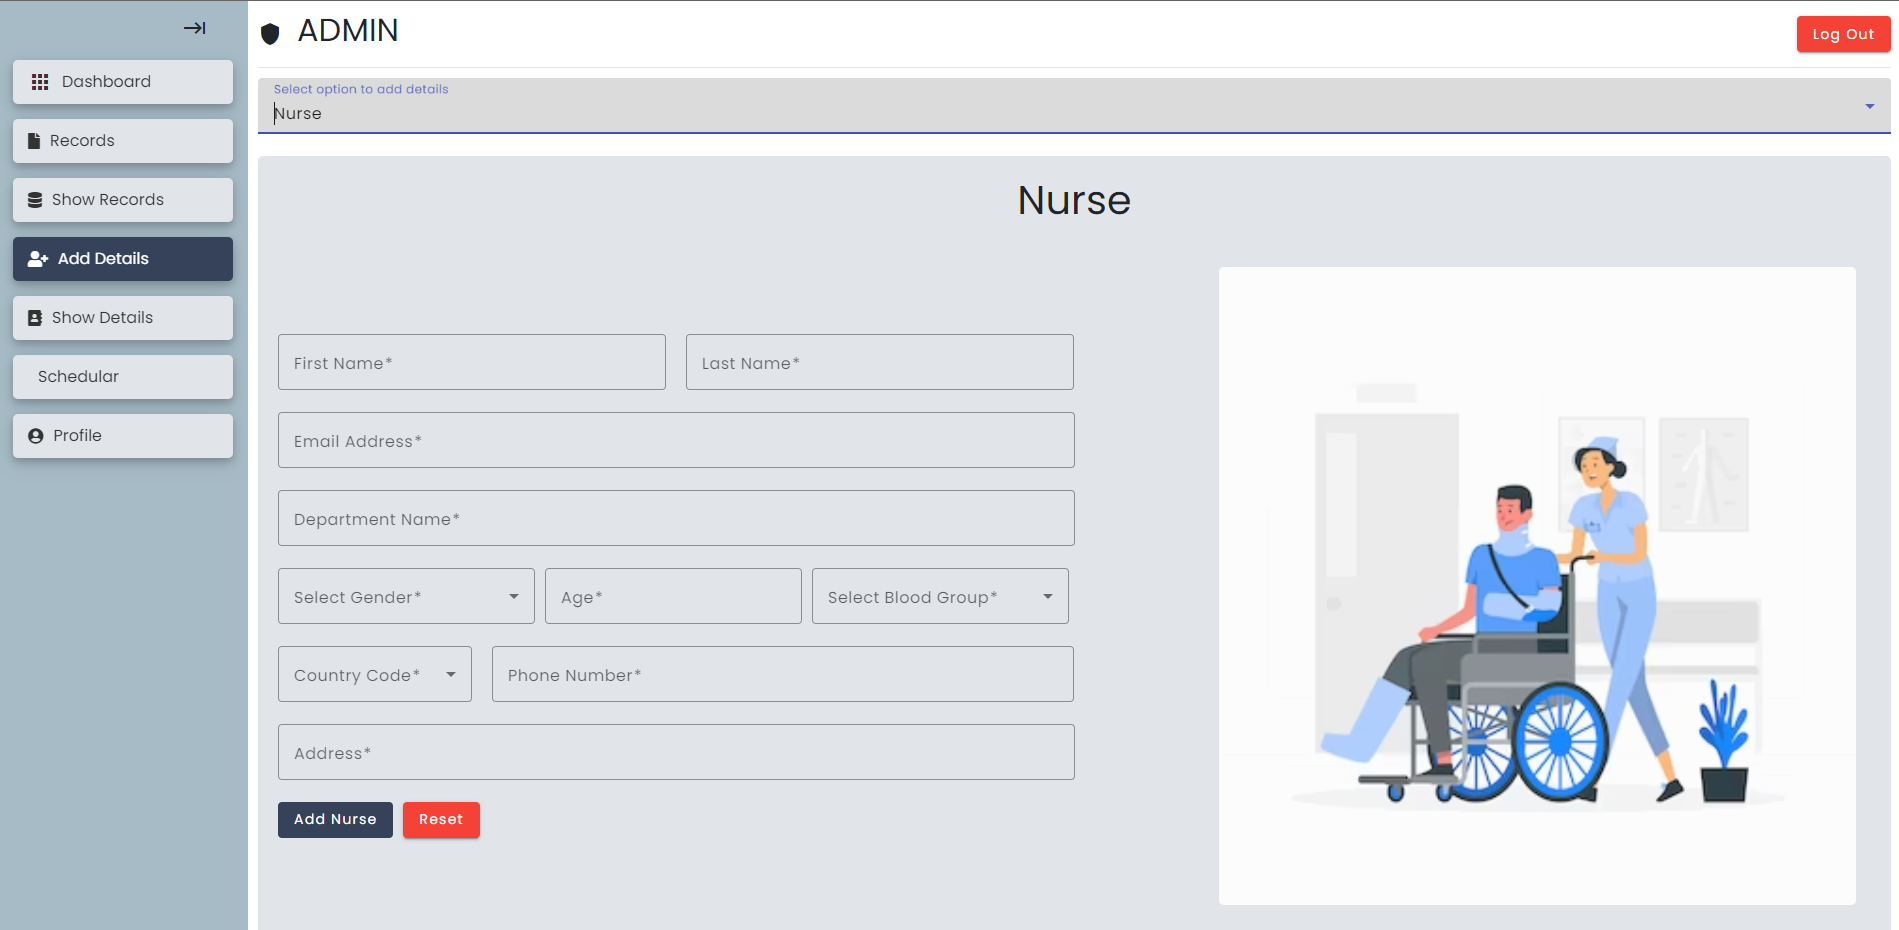 ADMIN
Log Out
Dashboard
Records
Show Records
Add Details
Show Details
Schedular
Profile
Select option to add details
Nurse
Nurse
First Name*
Last Name*
Email Address*
Department Name*
Select Gender*
Age*
Select Blood Group*
Country Code*
Phone Number*
Address*
Add Nurse
Reset